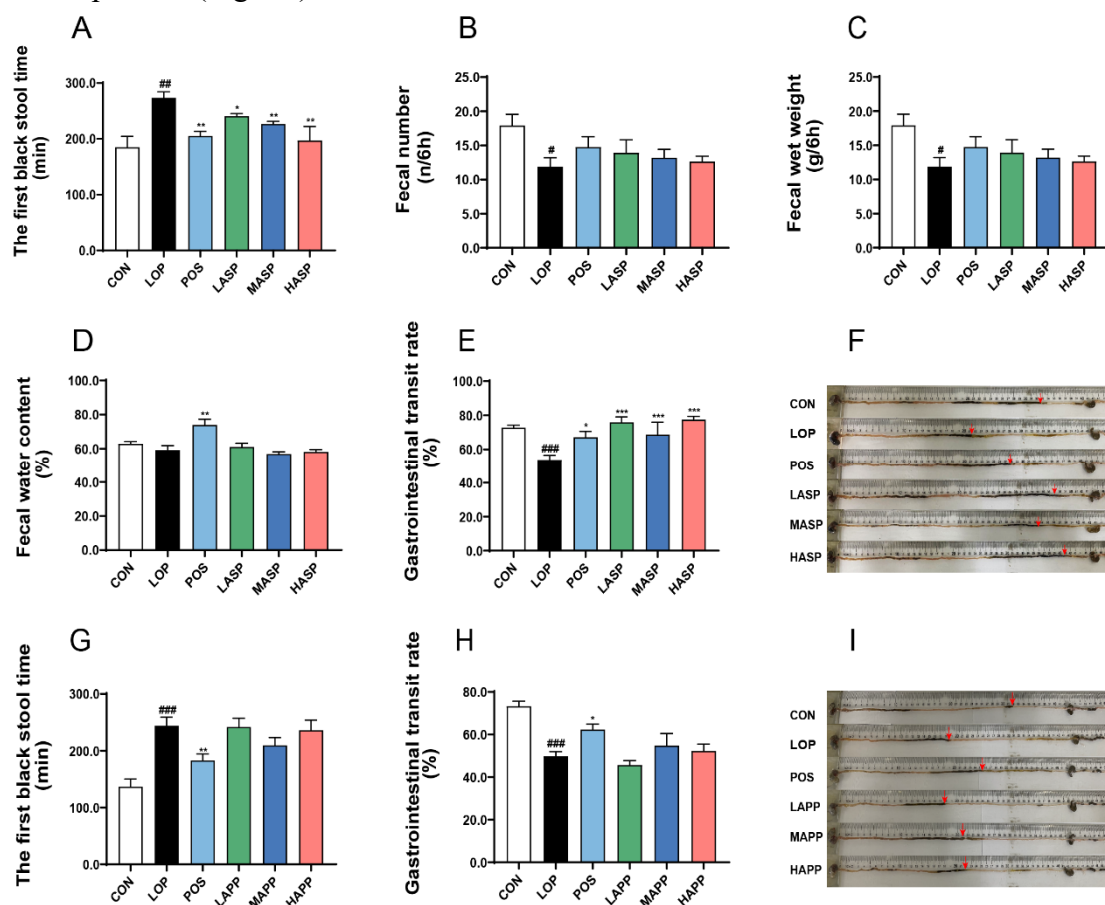 A
The first black stool time
(min)
300.0
200.0
100.0
0.0
##
**
*
**
**
CON
LOP
POS
LASP
MASP
HASP
B
Fecal number
(n/6h)
25.0
20.0
15.0
10.0
5.0
0.0
#
CON
LOP
POS
LASP
MASP
HASP
C
Fecal wet weight
(g/6h)
25.0
20.0
15.0
10.0
5.0
0.0
#
CON
LOP
POS
LASP
MASP
HASP
D
Fecal water content
(%)
100.0
80.0
60.0
40.0
20.0
0.0
**
CON
LOP
POS
LASP
MASP
HASP
E
Gastrointestinal transit rate
(%)
100.0
80.0
60.0
40.0
20.0
0.0
###
*
***
***
***
CON
LOP
POS
LASP
MASP
HASP
F
CON
LOP
POS
LASP
MASP
HASP
G
The first black stool time
(min)
300.0
200.0
100.0
0.0
###
**
CON
LOP
POS
LAPP
MAPP
HAPP
H
Gastrointestinal transit rate
(%)
80.0
60.0
40.0
20.0
0.0
###
*
CON
LOP
POS
LAPP
MAPP
HAPP
I
CON
LOP
POS
LAPP
MAPP
HAPP